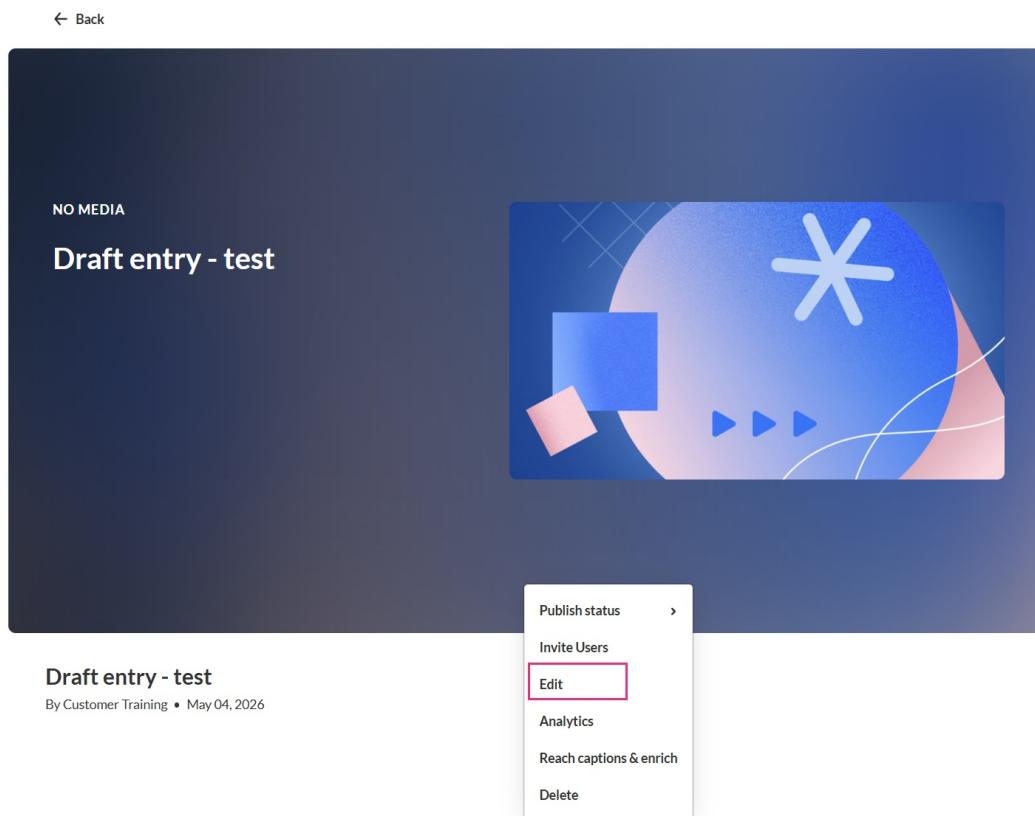 Back
NO MEDIA
Draft entry - test
Publish status
Invite Users
Edit
Analytics
Reach captions & enrich
Delete
Draft entry - test
By Customer Training • May 04, 2026